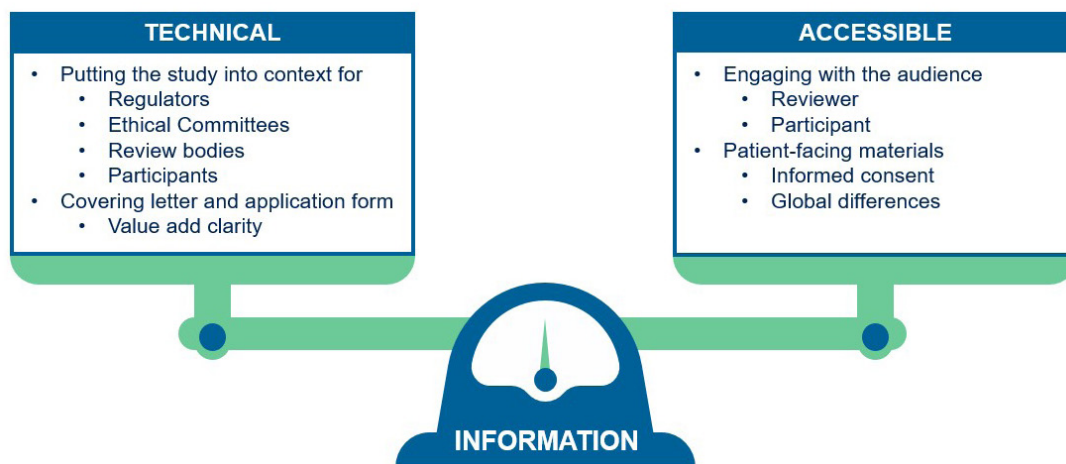 TECHNICAL
• Putting the study into context for
• Regulators
• Ethical Committees
• Review bodies
• Participants
• Covering letter and application form
• Value add clarity
ACCESSIBLE
• Engaging with the audience
• Reviewer
• Participant
• Patient-facing materials
• Informed consent
• Global differences
INFORMATION